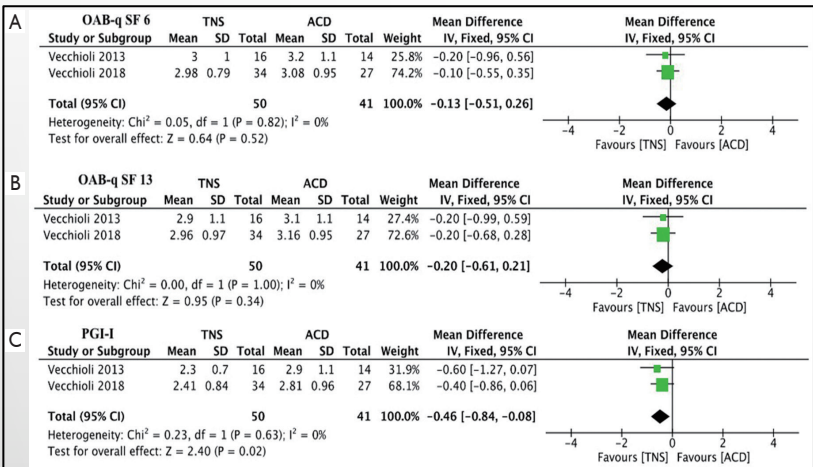 A OAB-q SF 6 TNS ACD Mean Difference Mean Difference
Study or Subgroup Mean SD Total Mean SD Total Weight IV, Fixed, 95% CI IV, Fixed, 95% CI
Vecchioli 2013 3 1 16 3.2 1.1 14 25.8% −0.20 [−0.96, 0.56]
Vecchioli 2018 2.98 0.79 34 3.08 0.95 27 74.2% −0.10 [−0.55, 0.35]
Total (95% CI) 50 41 100.0% −0.13 [−0.51, 0.26]
Heterogeneity: Chi² = 0.05, df = 1 (P = 0.82); I² = 0%
Test for overall effect: Z = 0.64 (P = 0.52)
−4 −2 0 2 4
Favours [TNS] Favours [ACD]
B OAB-q SF 13 TNS ACD Mean Difference Mean Difference
Study or Subgroup Mean SD Total Mean SD Total Weight IV, Fixed, 95% CI IV, Fixed, 95% CI
Vecchioli 2013 2.9 1.1 16 3.1 1.1 14 27.4% −0.20 [−0.99, 0.59]
Vecchioli 2018 2.96 0.97 34 3.16 0.95 27 72.6% −0.20 [−0.68, 0.28]
Total (95% CI) 50 41 100.0% −0.20 [−0.61, 0.21]
Heterogeneity: Chi² = 0.00, df = 1 (P = 1.00); I² = 0%
Test for overall effect: Z = 0.95 (P = 0.34)
−4 −2 0 2 4
Favours [TNS] Favours [ACD]
C PGI-I TNS ACD Mean Difference Mean Difference
Study or Subgroup Mean SD Total Mean SD Total Weight IV, Fixed, 95% CI IV, Fixed, 95% CI
Vecchioli 2013 2.3 0.7 16 2.9 1.1 14 31.9% −0.60 [−1.27, 0.07]
Vecchioli 2018 2.41 0.84 34 2.81 0.96 27 68.1% −0.40 [−0.86, 0.06]
Total (95% CI) 50 41 100.0% −0.46 [−0.84, −0.08]
Heterogeneity: Chi² = 0.23, df = 1 (P = 0.63); I² = 0%
Test for overall effect: Z = 2.40 (P = 0.02)
−4 −2 0 2 4
Favours [TNS] Favours [ACD]